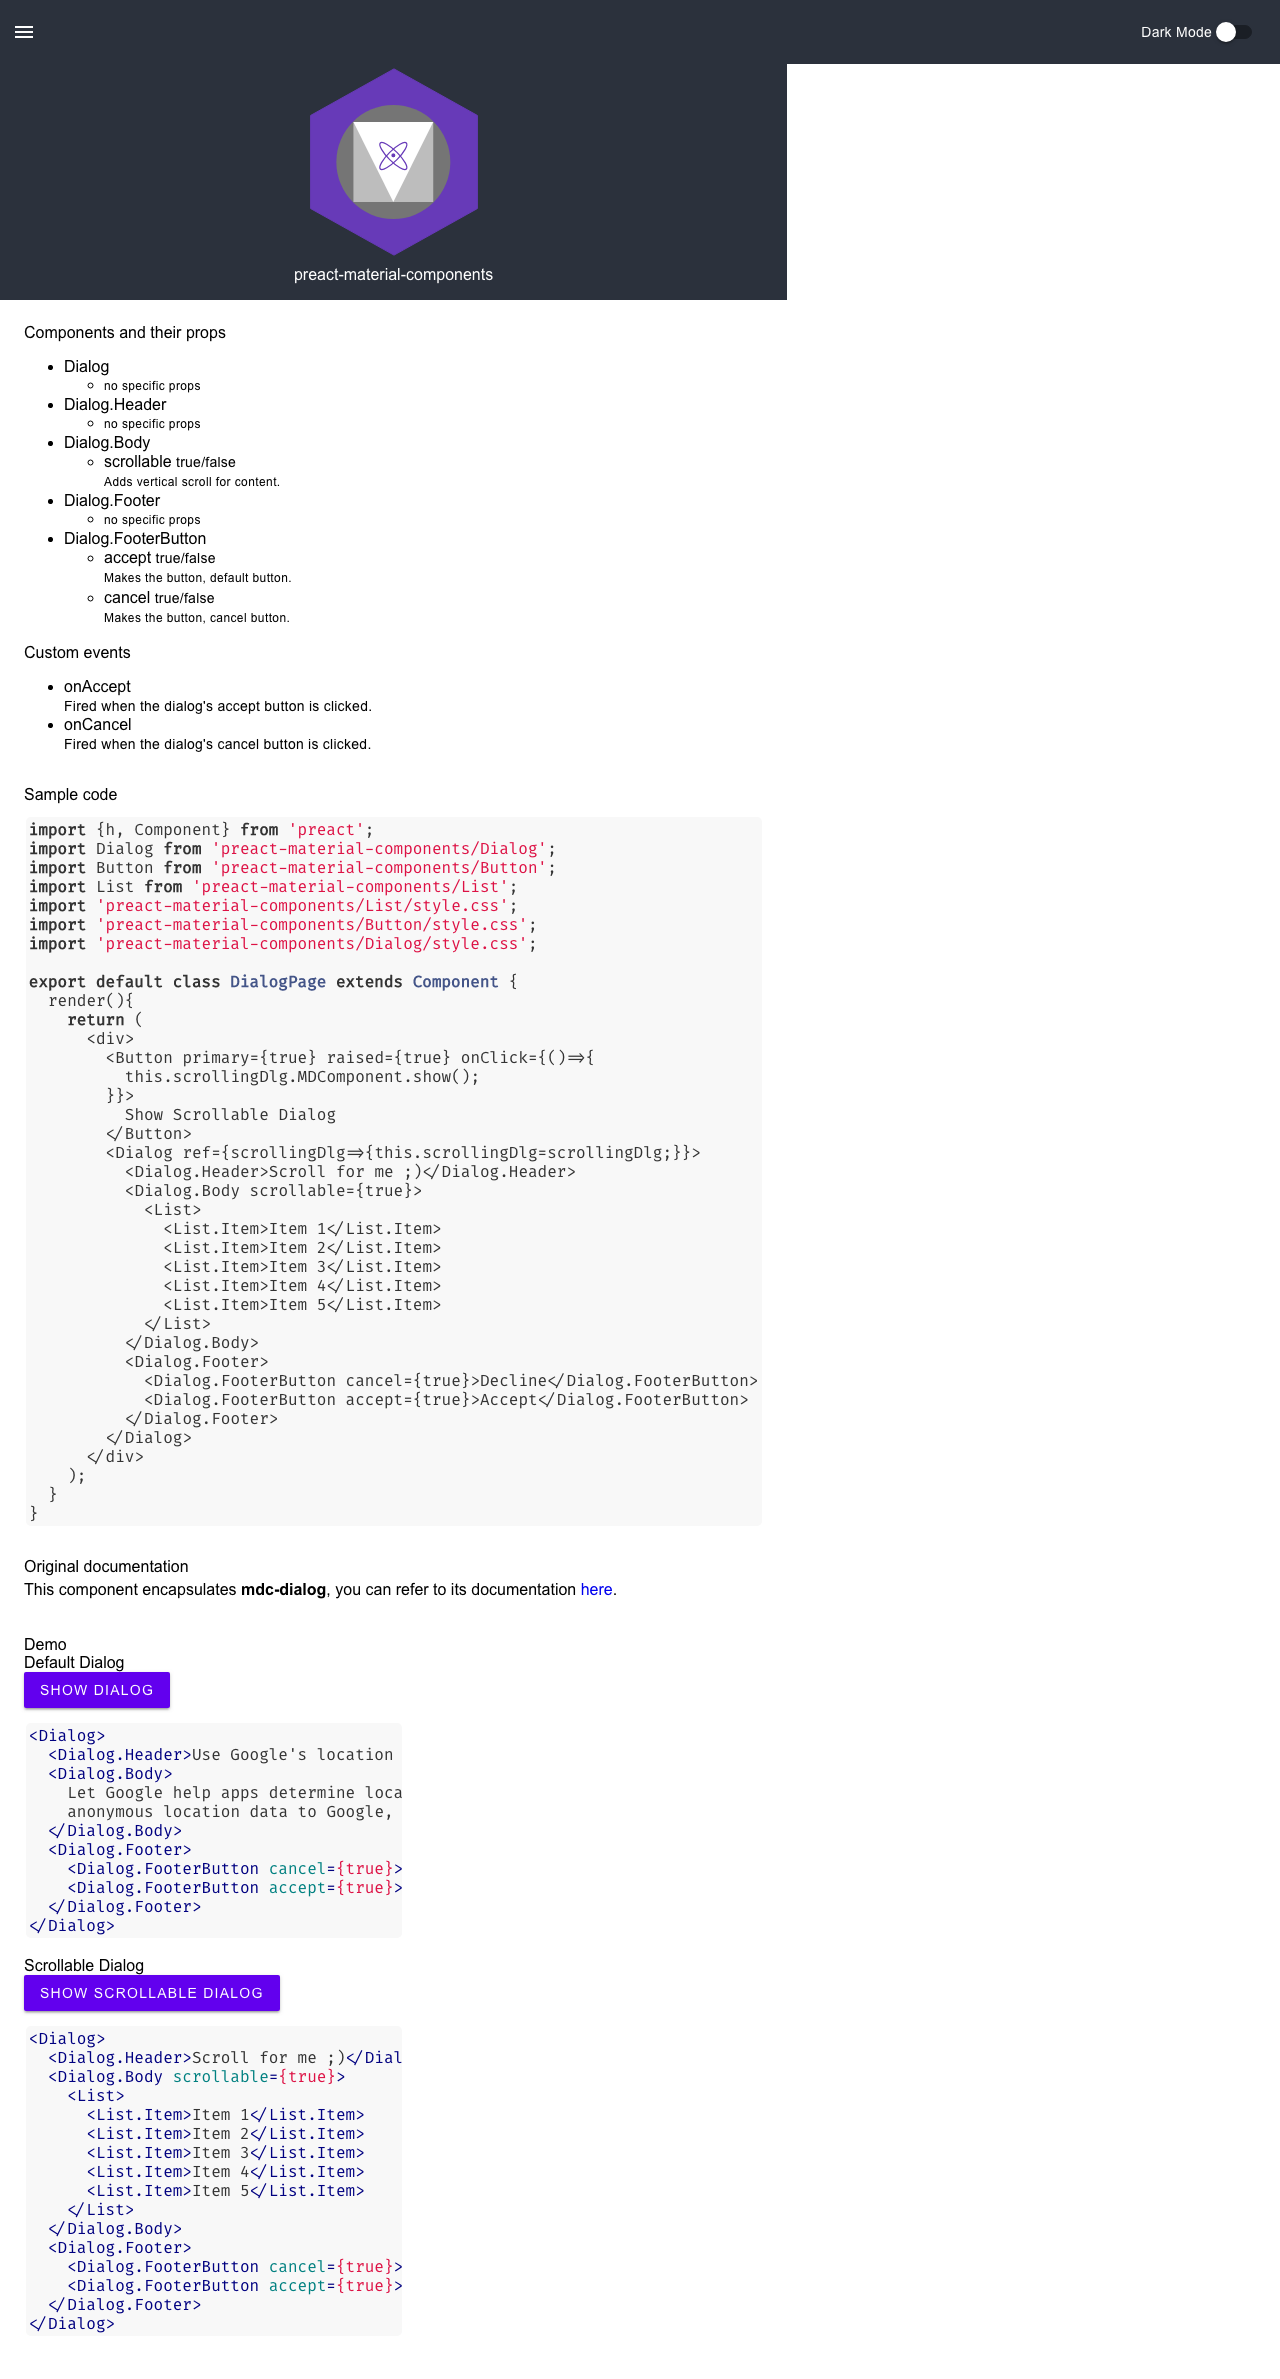 Dark Mode
preact-material-components
Components and their props
Dialog
no specific props
Dialog.Header
no specific props
Dialog.Body
scrollable true/false
Adds vertical scroll for content.
Dialog.Footer
no specific props
Dialog.FooterButton
accept true/false
Makes the button, default button.
cancel true/false
Makes the button, cancel button.
Custom events
onAccept
Fired when the dialog's accept button is clicked.
onCancel
Fired when the dialog's cancel button is clicked.
Sample code
import {h, Component} from 'preact';
import Dialog from 'preact-material-components/Dialog';
import Button from 'preact-material-components/Button';
import List from 'preact-material-components/List';
import 'preact-material-components/List/style.css';
import 'preact-material-components/Button/style.css';
import 'preact-material-components/Dialog/style.css';
export default class DialogPage extends Component {
render(){
return (
<div>
<Button primary={true} raised={true} onClick={()=>{
this.scrollingDlg.MDComponent.show();
}}>
Show Scrollable Dialog
</Button>
<Dialog ref={scrollingDlg=>{this.scrollingDlg=scrollingDlg;}}>
<Dialog.Header>Scroll for me ;)</Dialog.Header>
<Dialog.Body scrollable={true}>
<List>
<List.Item>Item 1</List.Item>
<List.Item>Item 2</List.Item>
<List.Item>Item 3</List.Item>
<List.Item>Item 4</List.Item>
<List.Item>Item 5</List.Item>
</List>
</Dialog.Body>
<Dialog.Footer>
<Dialog.FooterButton cancel={true}>Decline</Dialog.FooterButton>
<Dialog.FooterButton accept={true}>Accept</Dialog.FooterButton>
</Dialog.Footer>
</Dialog>
</div>
);
}
}
Original documentation
This component encapsulates mdc-dialog, you can refer to its documentation here.
Demo
Default Dialog
SHOW DIALOG
<Dialog>
<Dialog.Header>Use Google's location
<Dialog.Body>
Let Google help apps determine loca
anonymous location data to Google,
</Dialog.Body>
<Dialog.Footer>
<Dialog.FooterButton cancel={true}>
<Dialog.FooterButton accept={true}>
</Dialog.Footer>
</Dialog>
Scrollable Dialog
SHOW SCROLLABLE DIALOG
<Dialog>
<Dialog.Header>Scroll for me ;)</Dial
<Dialog.Body scrollable={true}>
<List>
<List.Item>Item 1</List.Item>
<List.Item>Item 2</List.Item>
<List.Item>Item 3</List.Item>
<List.Item>Item 4</List.Item>
<List.Item>Item 5</List.Item>
</List>
</Dialog.Body>
<Dialog.Footer>
<Dialog.FooterButton cancel={true}>
<Dialog.FooterButton accept={true}>
</Dialog.Footer>
</Dialog>